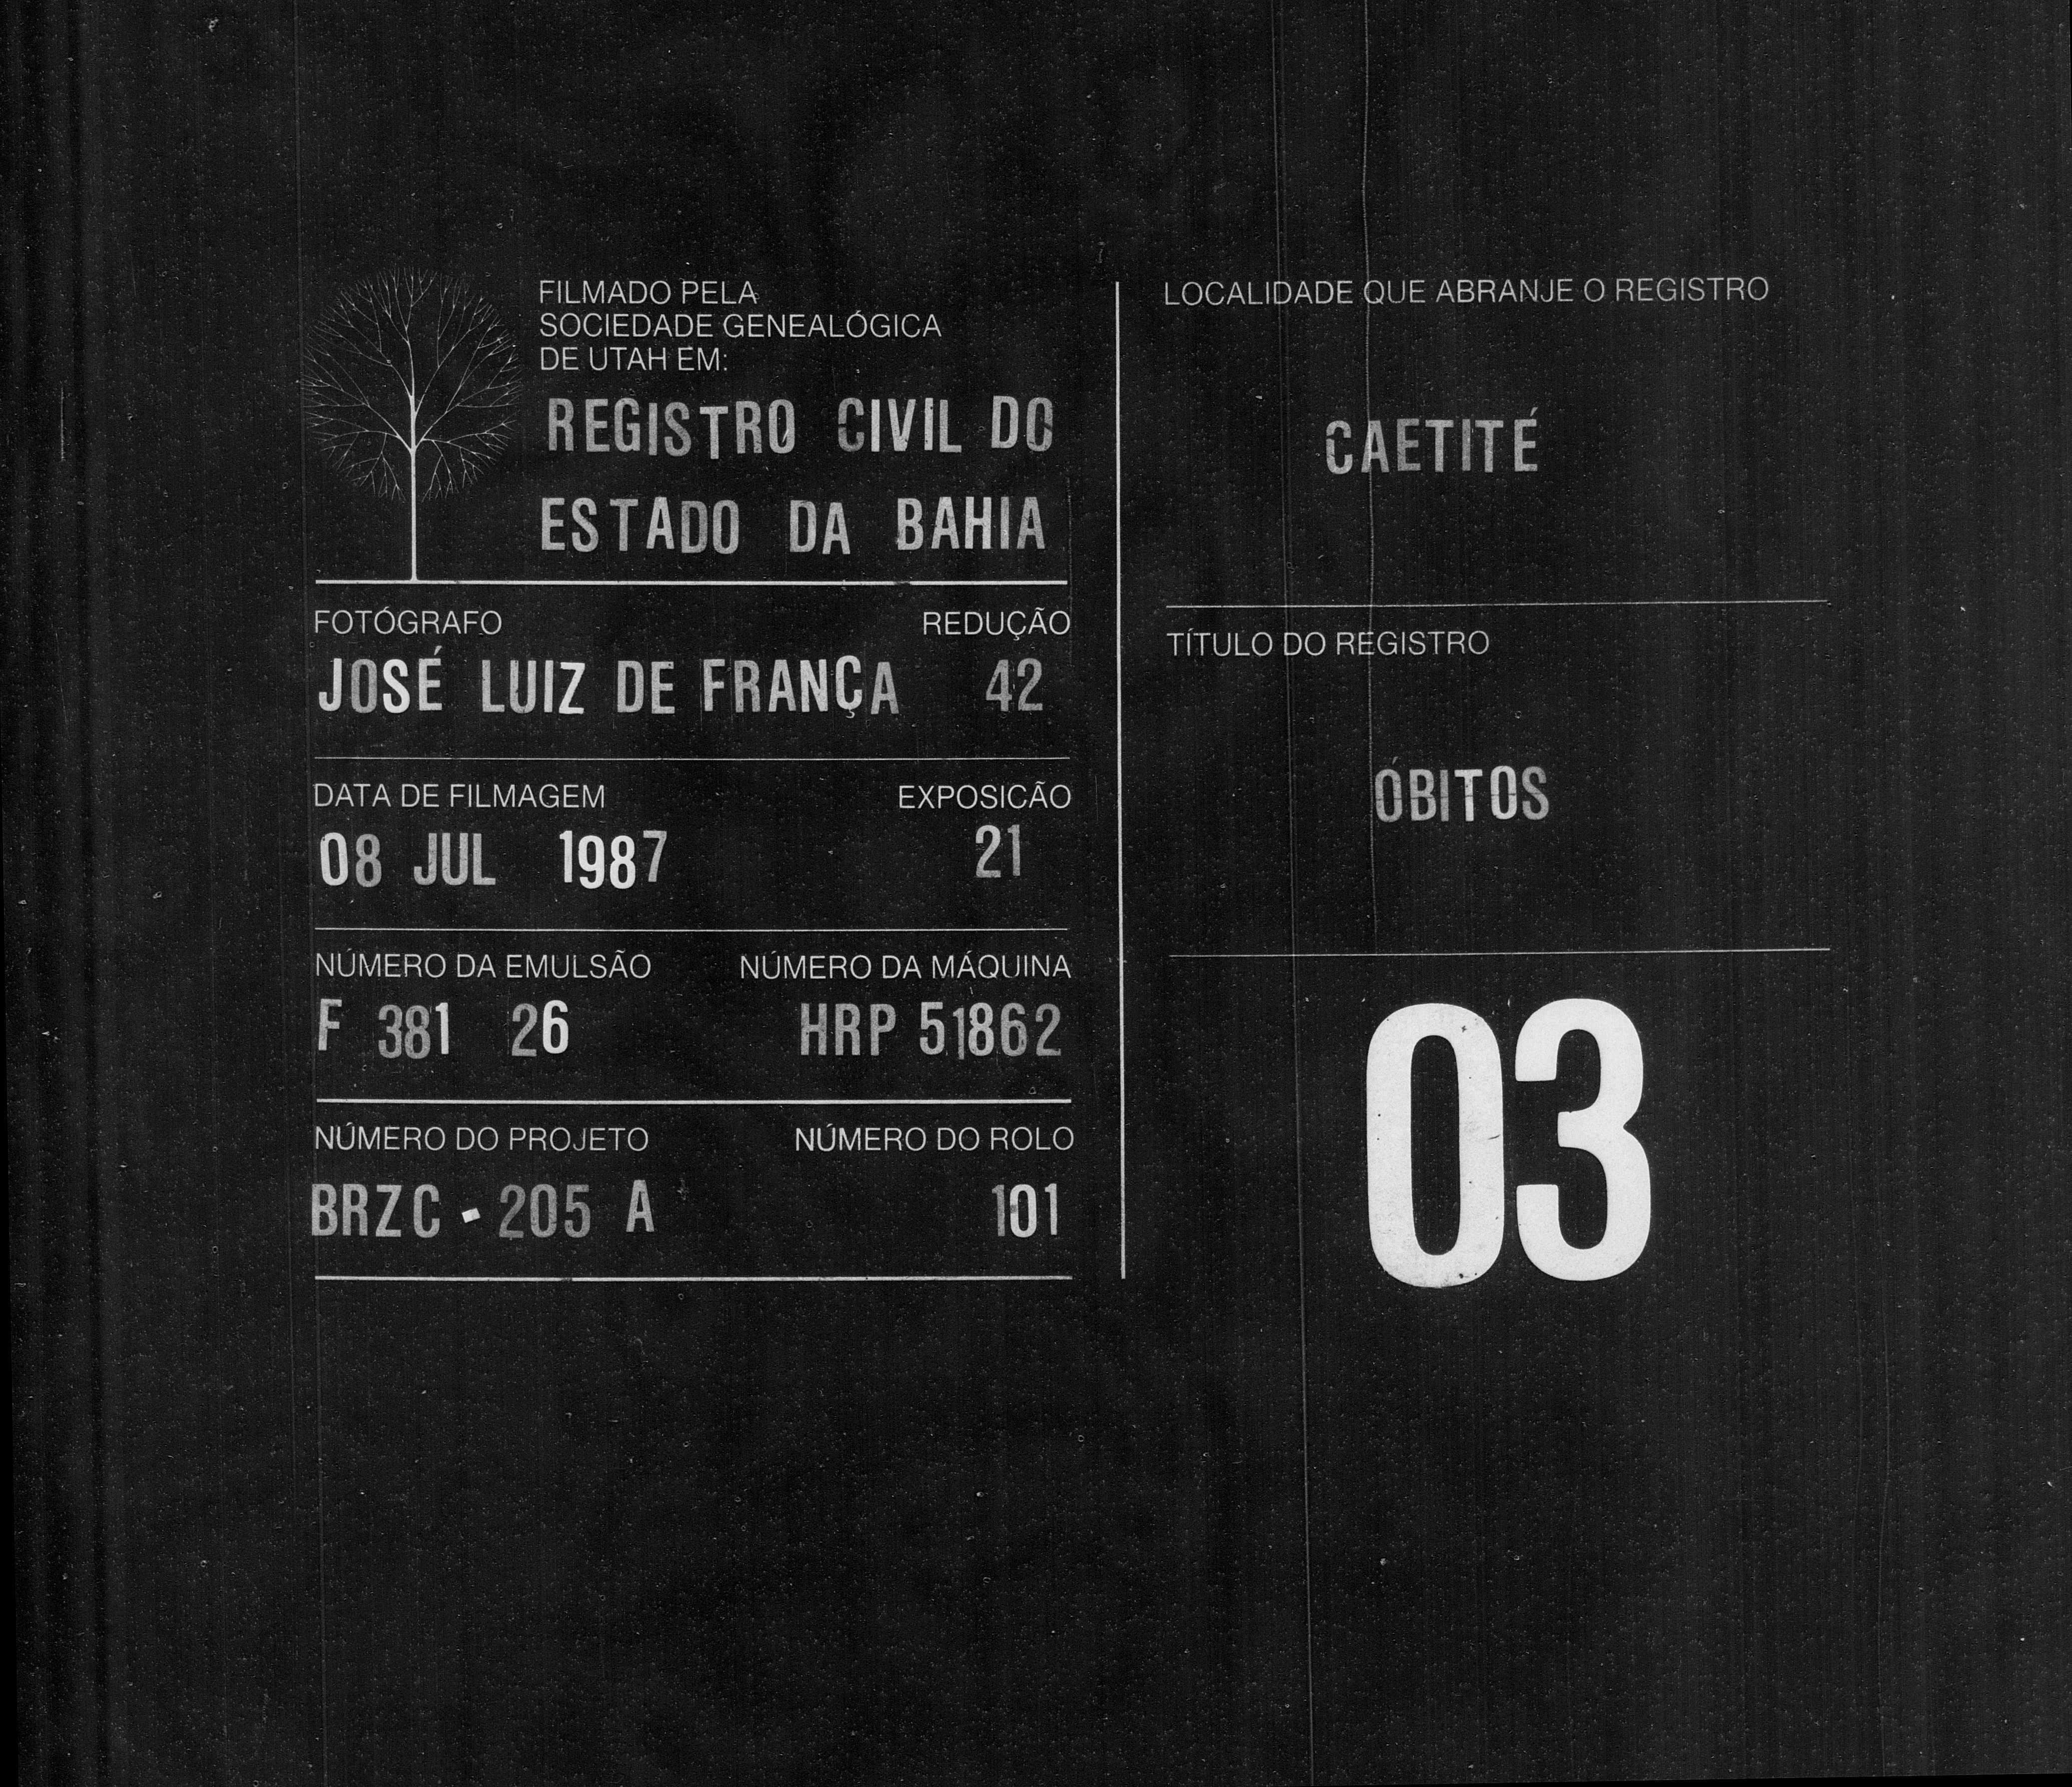 FILMADO PELA
SOCIEDADE GENEALÓGICA
DE UTAH EM:
REGISTRO CIVIL DO
ESTADO DA BAHIA
FOTÓGRAFO REDUÇÃO
JOSÉ LUIZ DE FRANÇA 42
DATA DE FILMAGEM EXPOSICÃO
08 JUL 1987 21
NÚMERO DA EMULSÃO NÚMERO DA MÁQUINA
F 381 26 HRP 51862
NÚMERO DO PROJETO NÚMERO DO ROLO
BRZC - 205 A 101
LOCALIDADE QUE ABRANJE O REGISTRO
CAETITÉ
TÍTULO DO REGISTRO
ÓBITOS
03